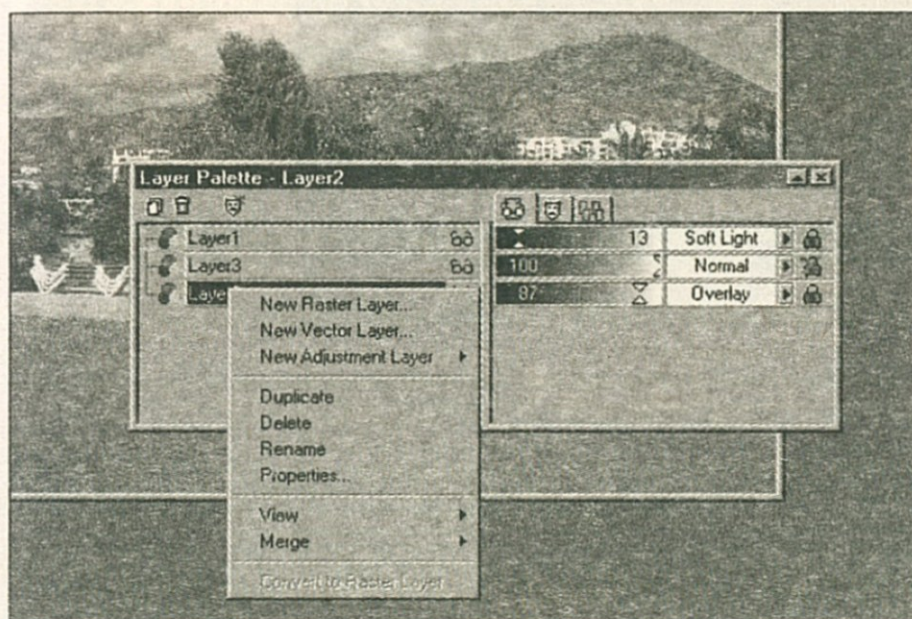 Layer Palette - Layer2
Layer1 13 Soft Light
Layer3 100 Normal
Laye 87 Overlay
New Raster Layer...
New Vector Layer...
New Adjustment Layer
Duplicate
Delete
Rename
Properties...
View
Merge
Convert to Raster Layer